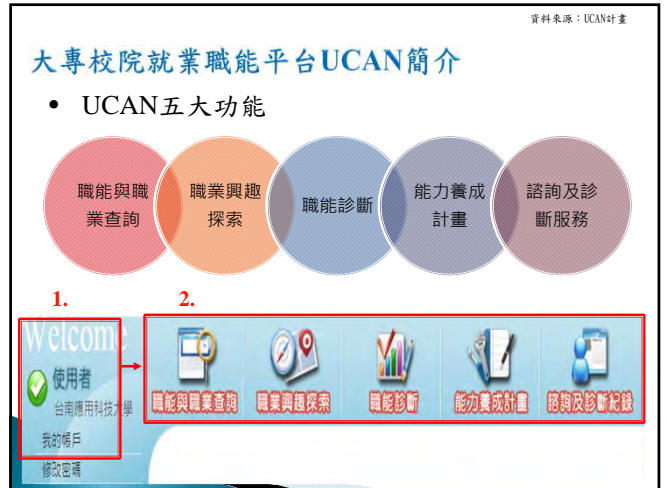 資料來源：UCAN計畫
大專校院就業職能平台UCAN簡介
• UCAN五大功能
職能與職
業查詢
職業興趣
探索
職能診斷
能力養成
計畫
諮詢及診
斷服務
1.
2.
Welcome
使用者
台南應用科技大學
我的帳戶
修改密碼
職能與職業查詢
職業興趣探索
職能診斷
能力養成計畫
諮詢及診斷紀錄